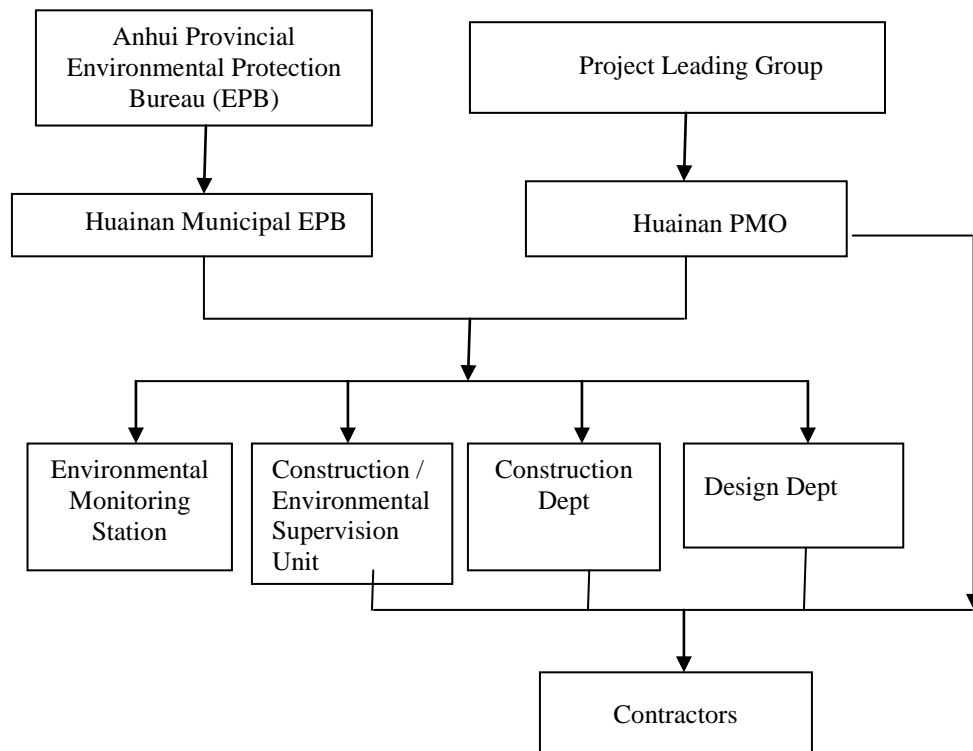 Anhui Provincial
Environmental Protection
Bureau (EPB)
Project Leading Group
Huainan Municipal EPB
Huainan PMO
Environmental
Monitoring
Station
Construction /
Environmental
Supervision
Unit
Construction
Dept
Design Dept
Contractors